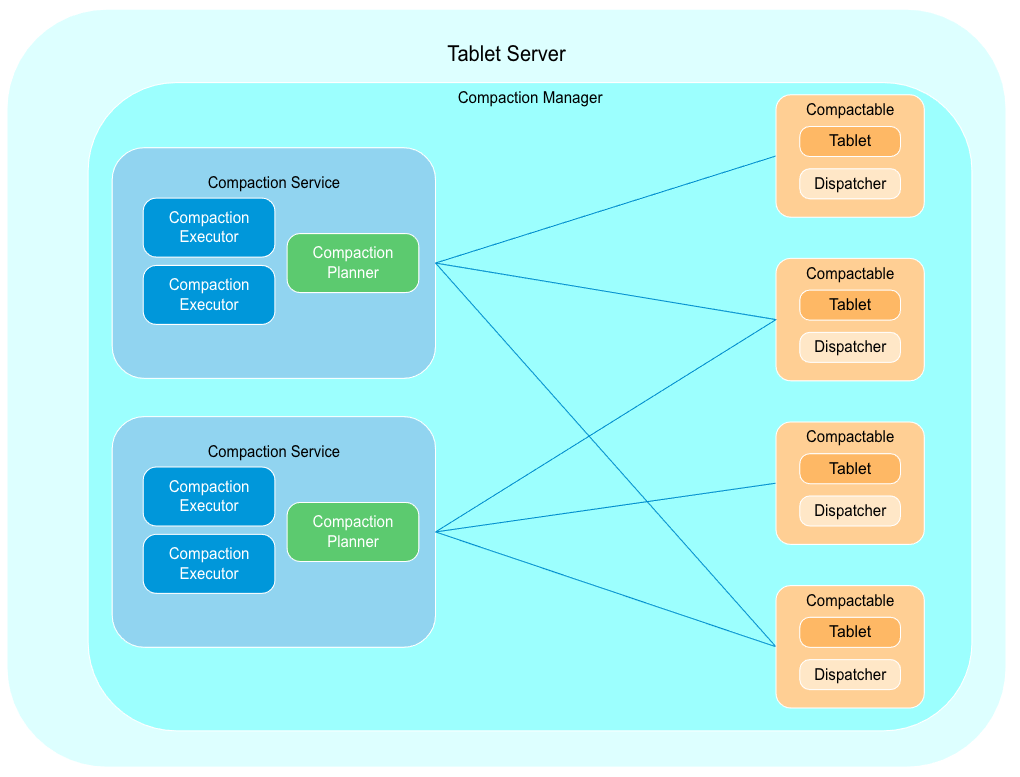 Tablet Server
Compaction Manager
Compaction Service
Compaction
Executor
Compaction
Executor
Compaction
Planner
Compaction Service
Compaction
Executor
Compaction
Executor
Compaction
Planner
Compactable
Tablet
Dispatcher
Compactable
Tablet
Dispatcher
Compactable
Tablet
Dispatcher
Compactable
Tablet
Dispatcher